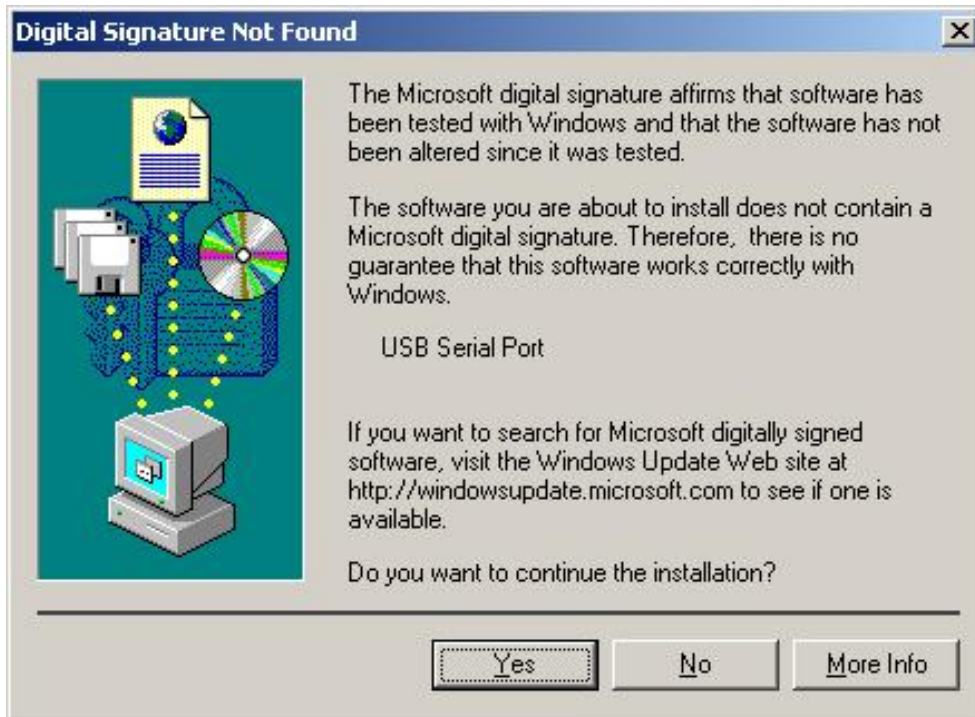 Digital Signature Not Found
The Microsoft digital signature affirms that software has
been tested with Windows and that the software has not
been altered since it was tested.
The software you are about to install does not contain a
Microsoft digital signature. Therefore,  there is no
guarantee that this software works correctly with
Windows.
USB Serial Port
If you want to search for Microsoft digitally signed
software, visit the Windows Update Web site at
http://windowsupdate.microsoft.com to see if one is
available.
Do you want to continue the installation?
Yes No More Info